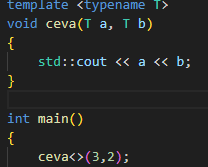 template <typename T>
void ceva(T a, T b)
{
    std::cout << a << b;
}

int main()
{
    ceva<>(3,2);